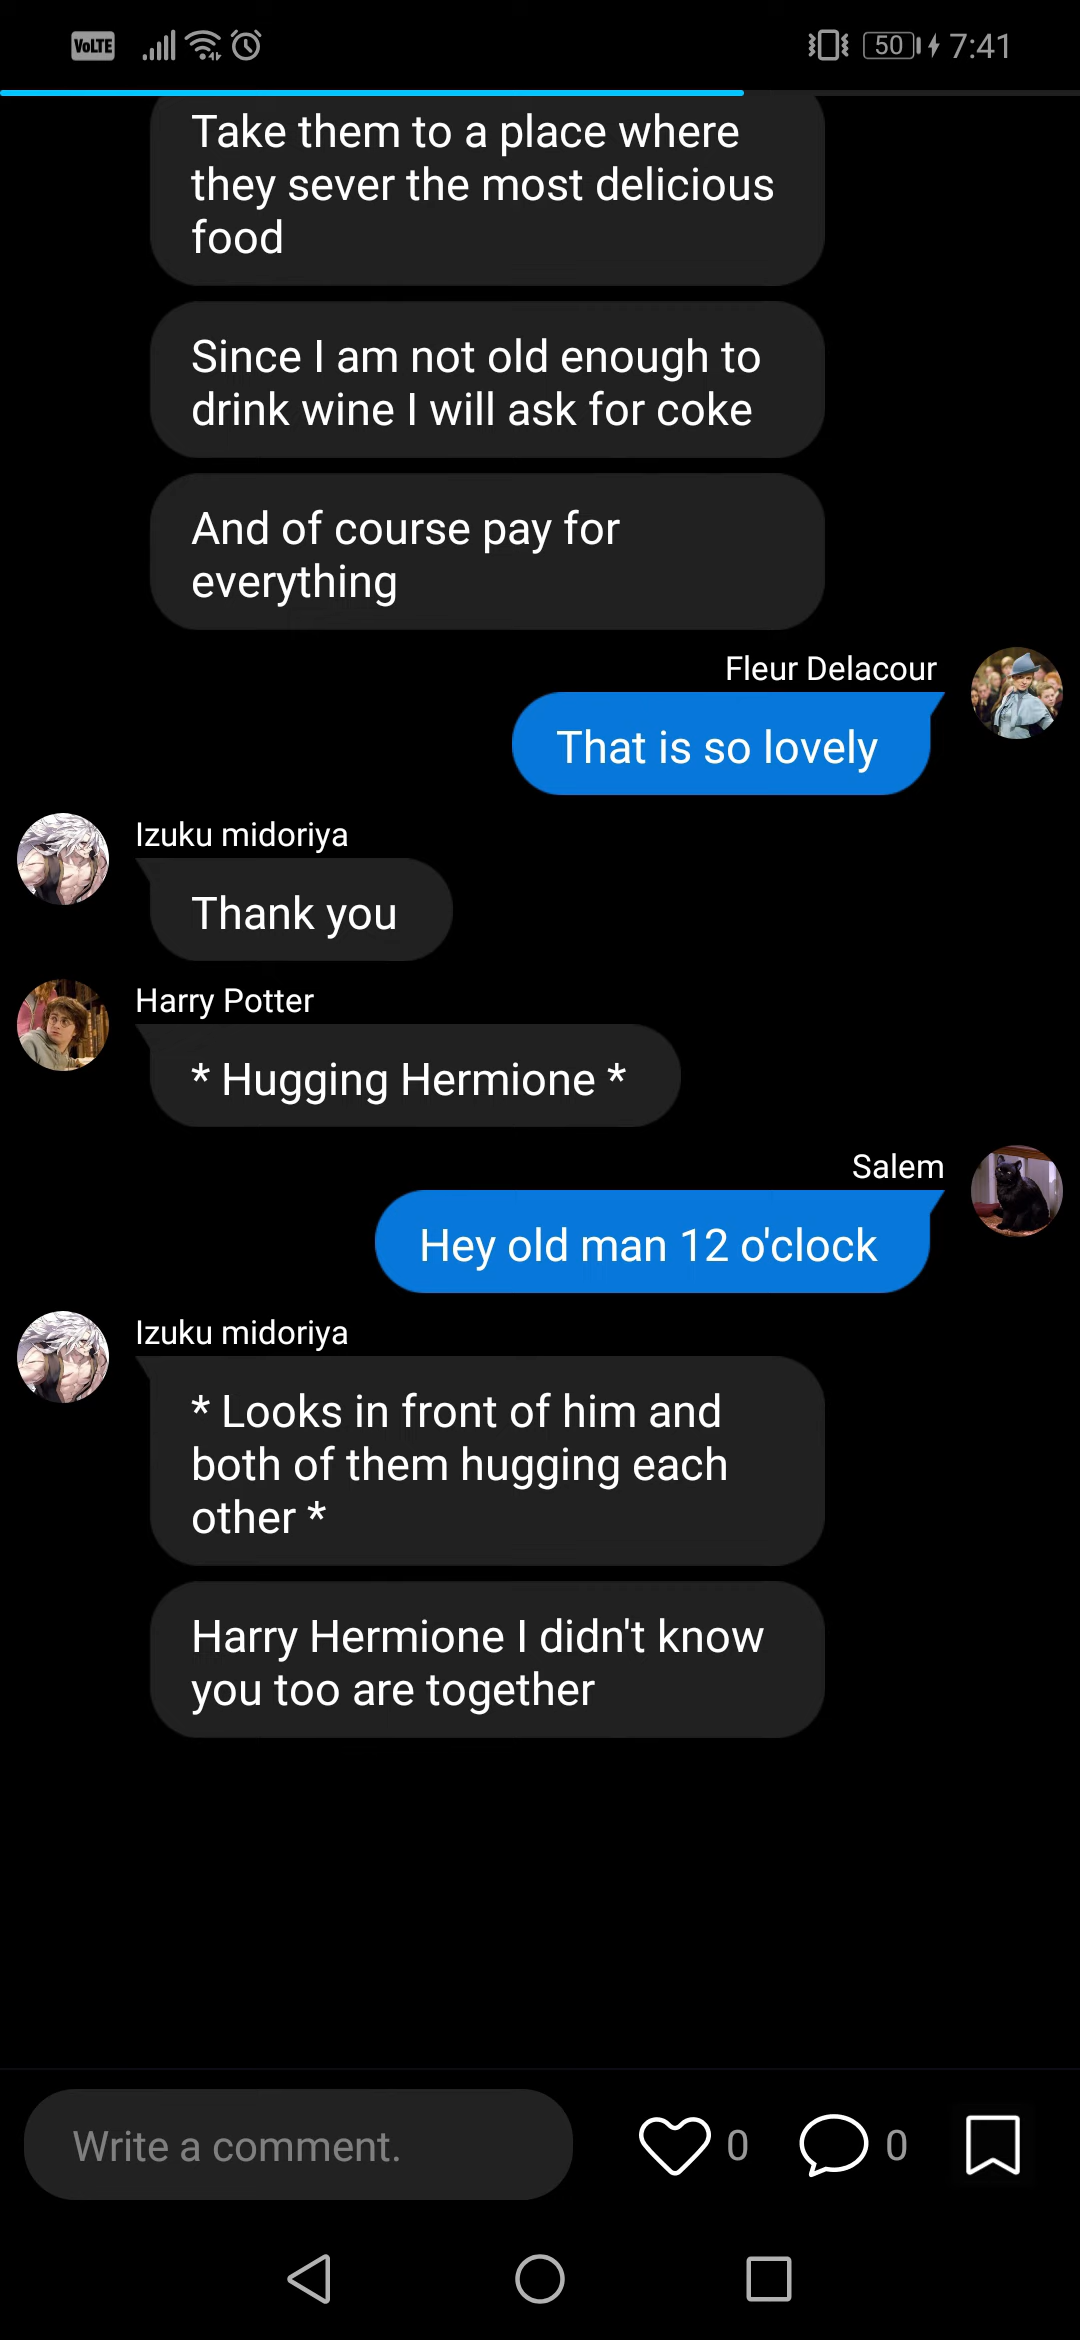 VoLTE 50 7:41
Take them to a place where
they sever the most delicious
food
Since I am not old enough to
drink wine I will ask for coke
And of course pay for
everything
Fleur Delacour
That is so lovely
Izuku midoriya
Thank you
Harry Potter
* Hugging Hermione *
Salem
Hey old man 12 o'clock
Izuku midoriya
* Looks in front of him and
both of them hugging each
other *
Harry Hermione I didn't know
you too are together
Write a comment. 0 0